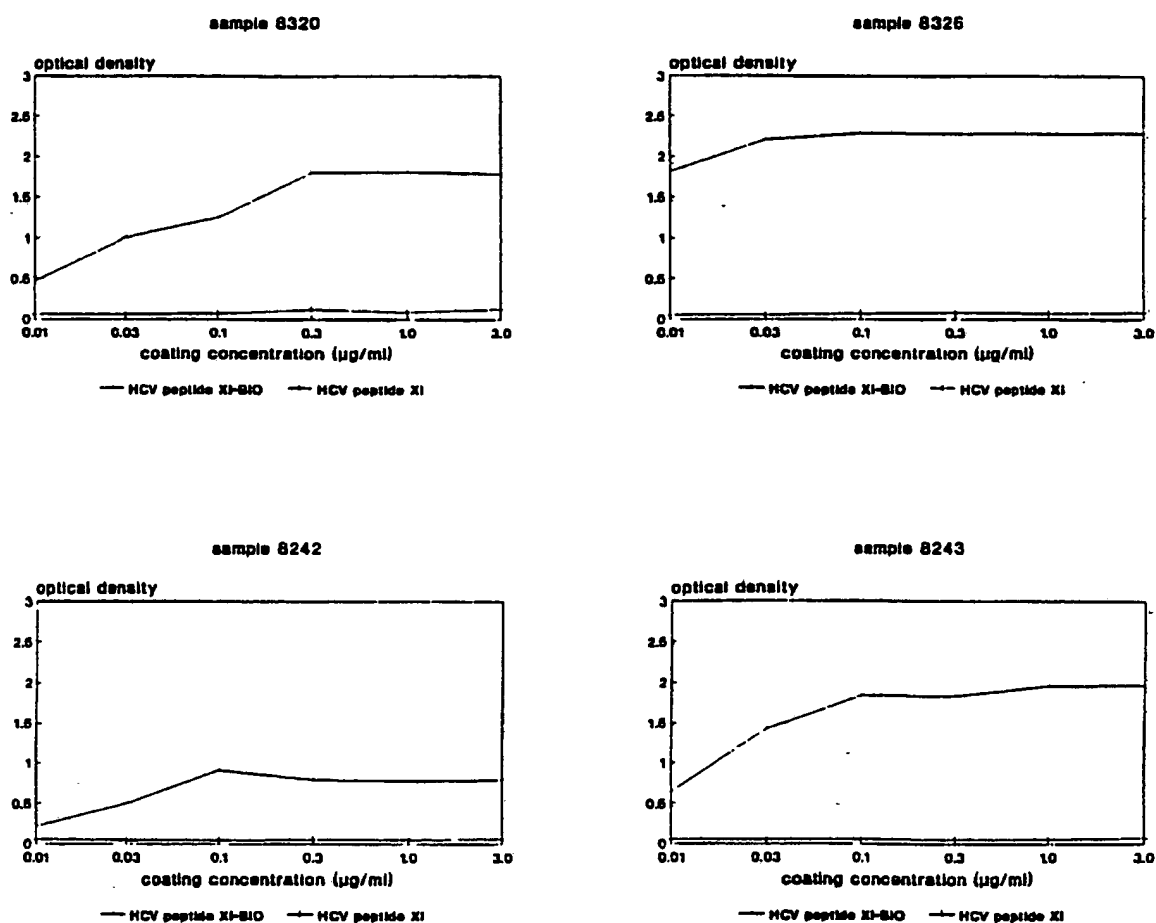 sample 8320
optical density
3
2.5
2
1.5
1
0.5
0
0.01 0.03 0.1 0.3 1.0 3.0
coating concentration (µg/ml)
HCV peptide XI-BIO HCV peptide XI
sample 8326
optical density
3
2.5
2
1.5
1
0.5
0
0.01 0.03 0.1 0.3 1.0 3.0
coating concentration (µg/ml)
HCV peptide XI-BIO HCV peptide XI
sample 8242
optical density
3
2.5
2
1.5
1
0.5
0
0.01 0.03 0.1 0.3 1.0 3.0
coating concentration (µg/ml)
HCV peptide XI-BIO HCV peptide XI
sample 8243
optical density
3
2.5
2
1.5
1
0.5
0
0.01 0.03 0.1 0.3 1.0 3.0
coating concentration (µg/ml)
HCV peptide XI-BIO HCV peptide XI